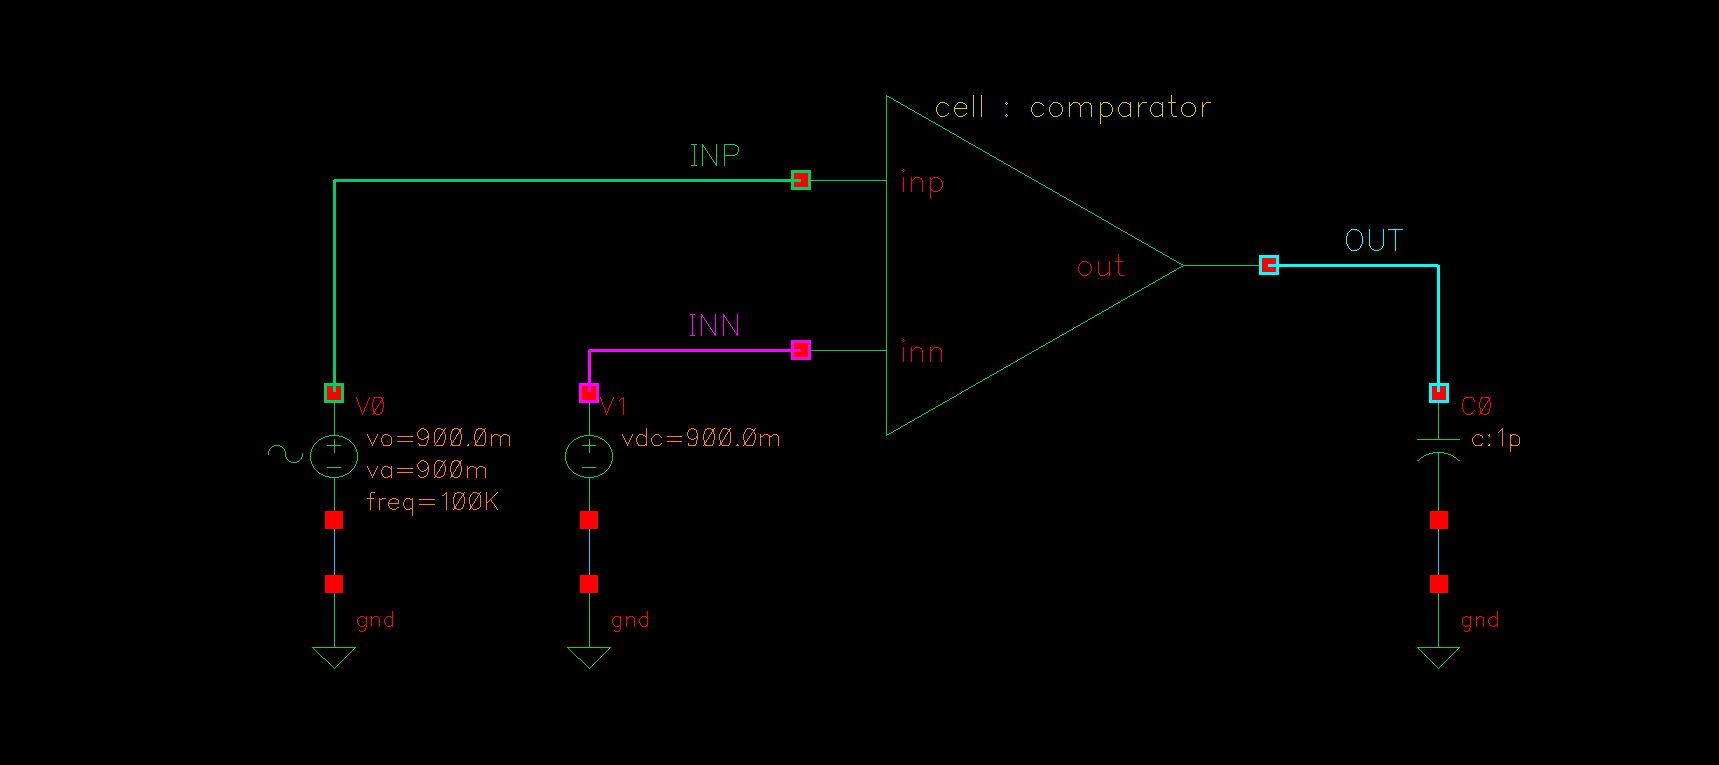 cell : comparator
INP
inp
OUT
out
INN
inn
V0
vo=900.0m
va=900m
freq=100K
V1
vdc=900.0m
C0
c:1p
gnd
gnd
gnd